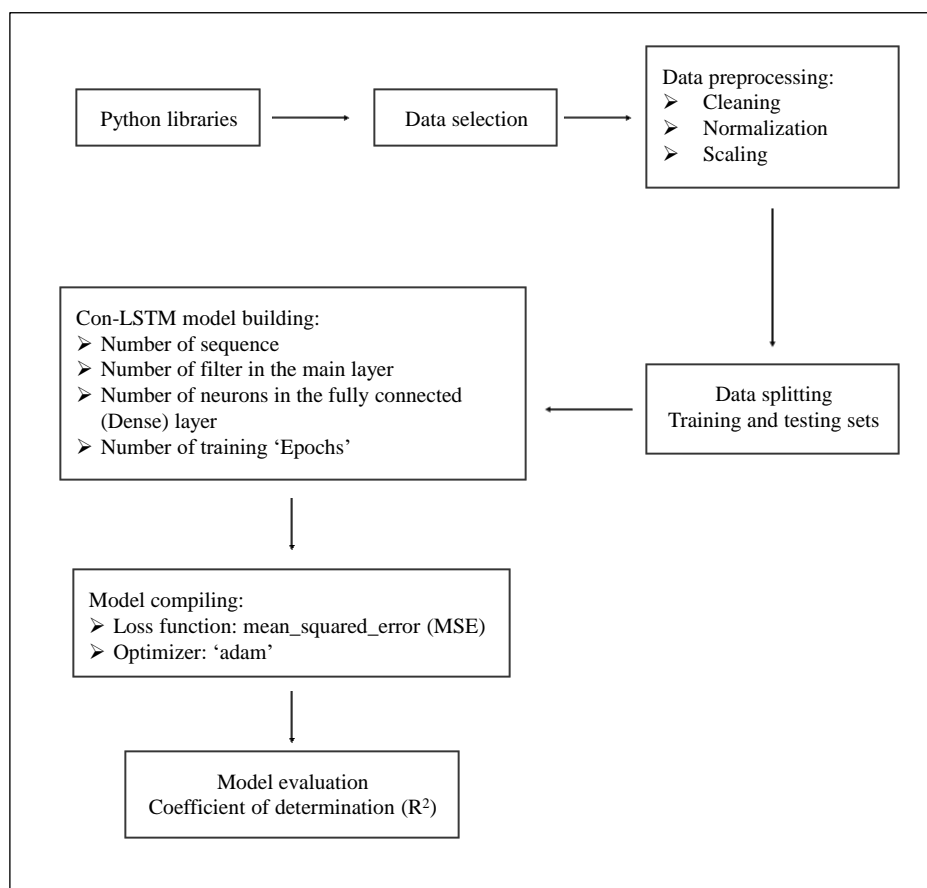 Python libraries
Data selection
Data preprocessing:
➢ Cleaning
➢ Normalization
➢ Scaling
Data splitting
Training and testing sets
Con-LSTM model building:
➢ Number of sequence
➢ Number of filter in the main layer
➢ Number of neurons in the fully connected
(Dense) layer
➢ Number of training ‘Epochs’
Model compiling:
➢ Loss function: mean_squared_error (MSE)
➢ Optimizer: ‘adam’
Model evaluation
Coefficient of determination (R²)